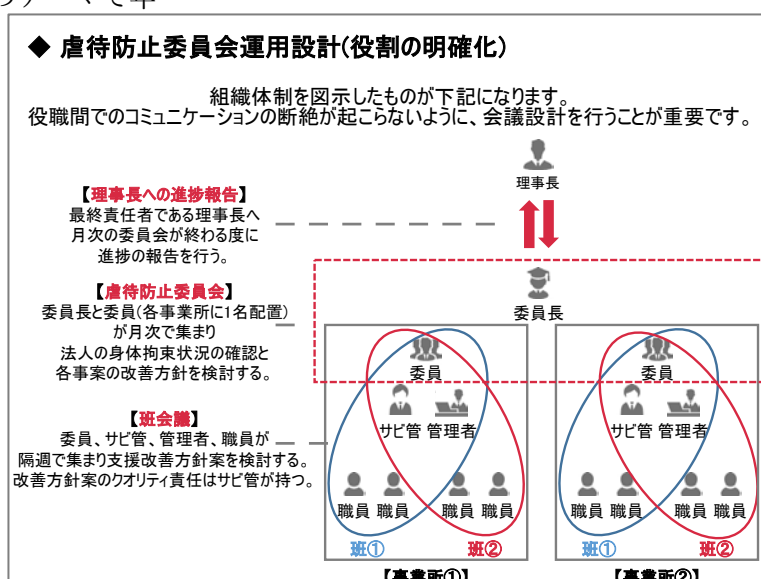 ◆ 虐待防止委員会運用設計(役割の明確化)
組織体制を図示したものが下記になります。
役職間でのコミュニケーションの断絶が起こらないように、会議設計を行うことが重要です。
理事長
【理事長への進捗報告】
最終責任者である理事長へ
月次の委員会が終わる度に
進捗の報告を行う。
【虐待防止委員会】
委員長と委員(各事業所に1名配置)
が月次で集まり
法人の身体拘束状況の確認と
各事案の改善方針を検討する。
委員長
委員
委員
サビ管 管理者
サビ管 管理者
【班会議】
委員、サビ管、管理者、職員が
隔週で集まり支援改善方針案を検討する。
改善方針案のクオリティ責任はサビ管が持つ。
職員 職員 職員 職員
職員 職員 職員 職員
班① 班②
班① 班②
【事業所①】
【事業所②】